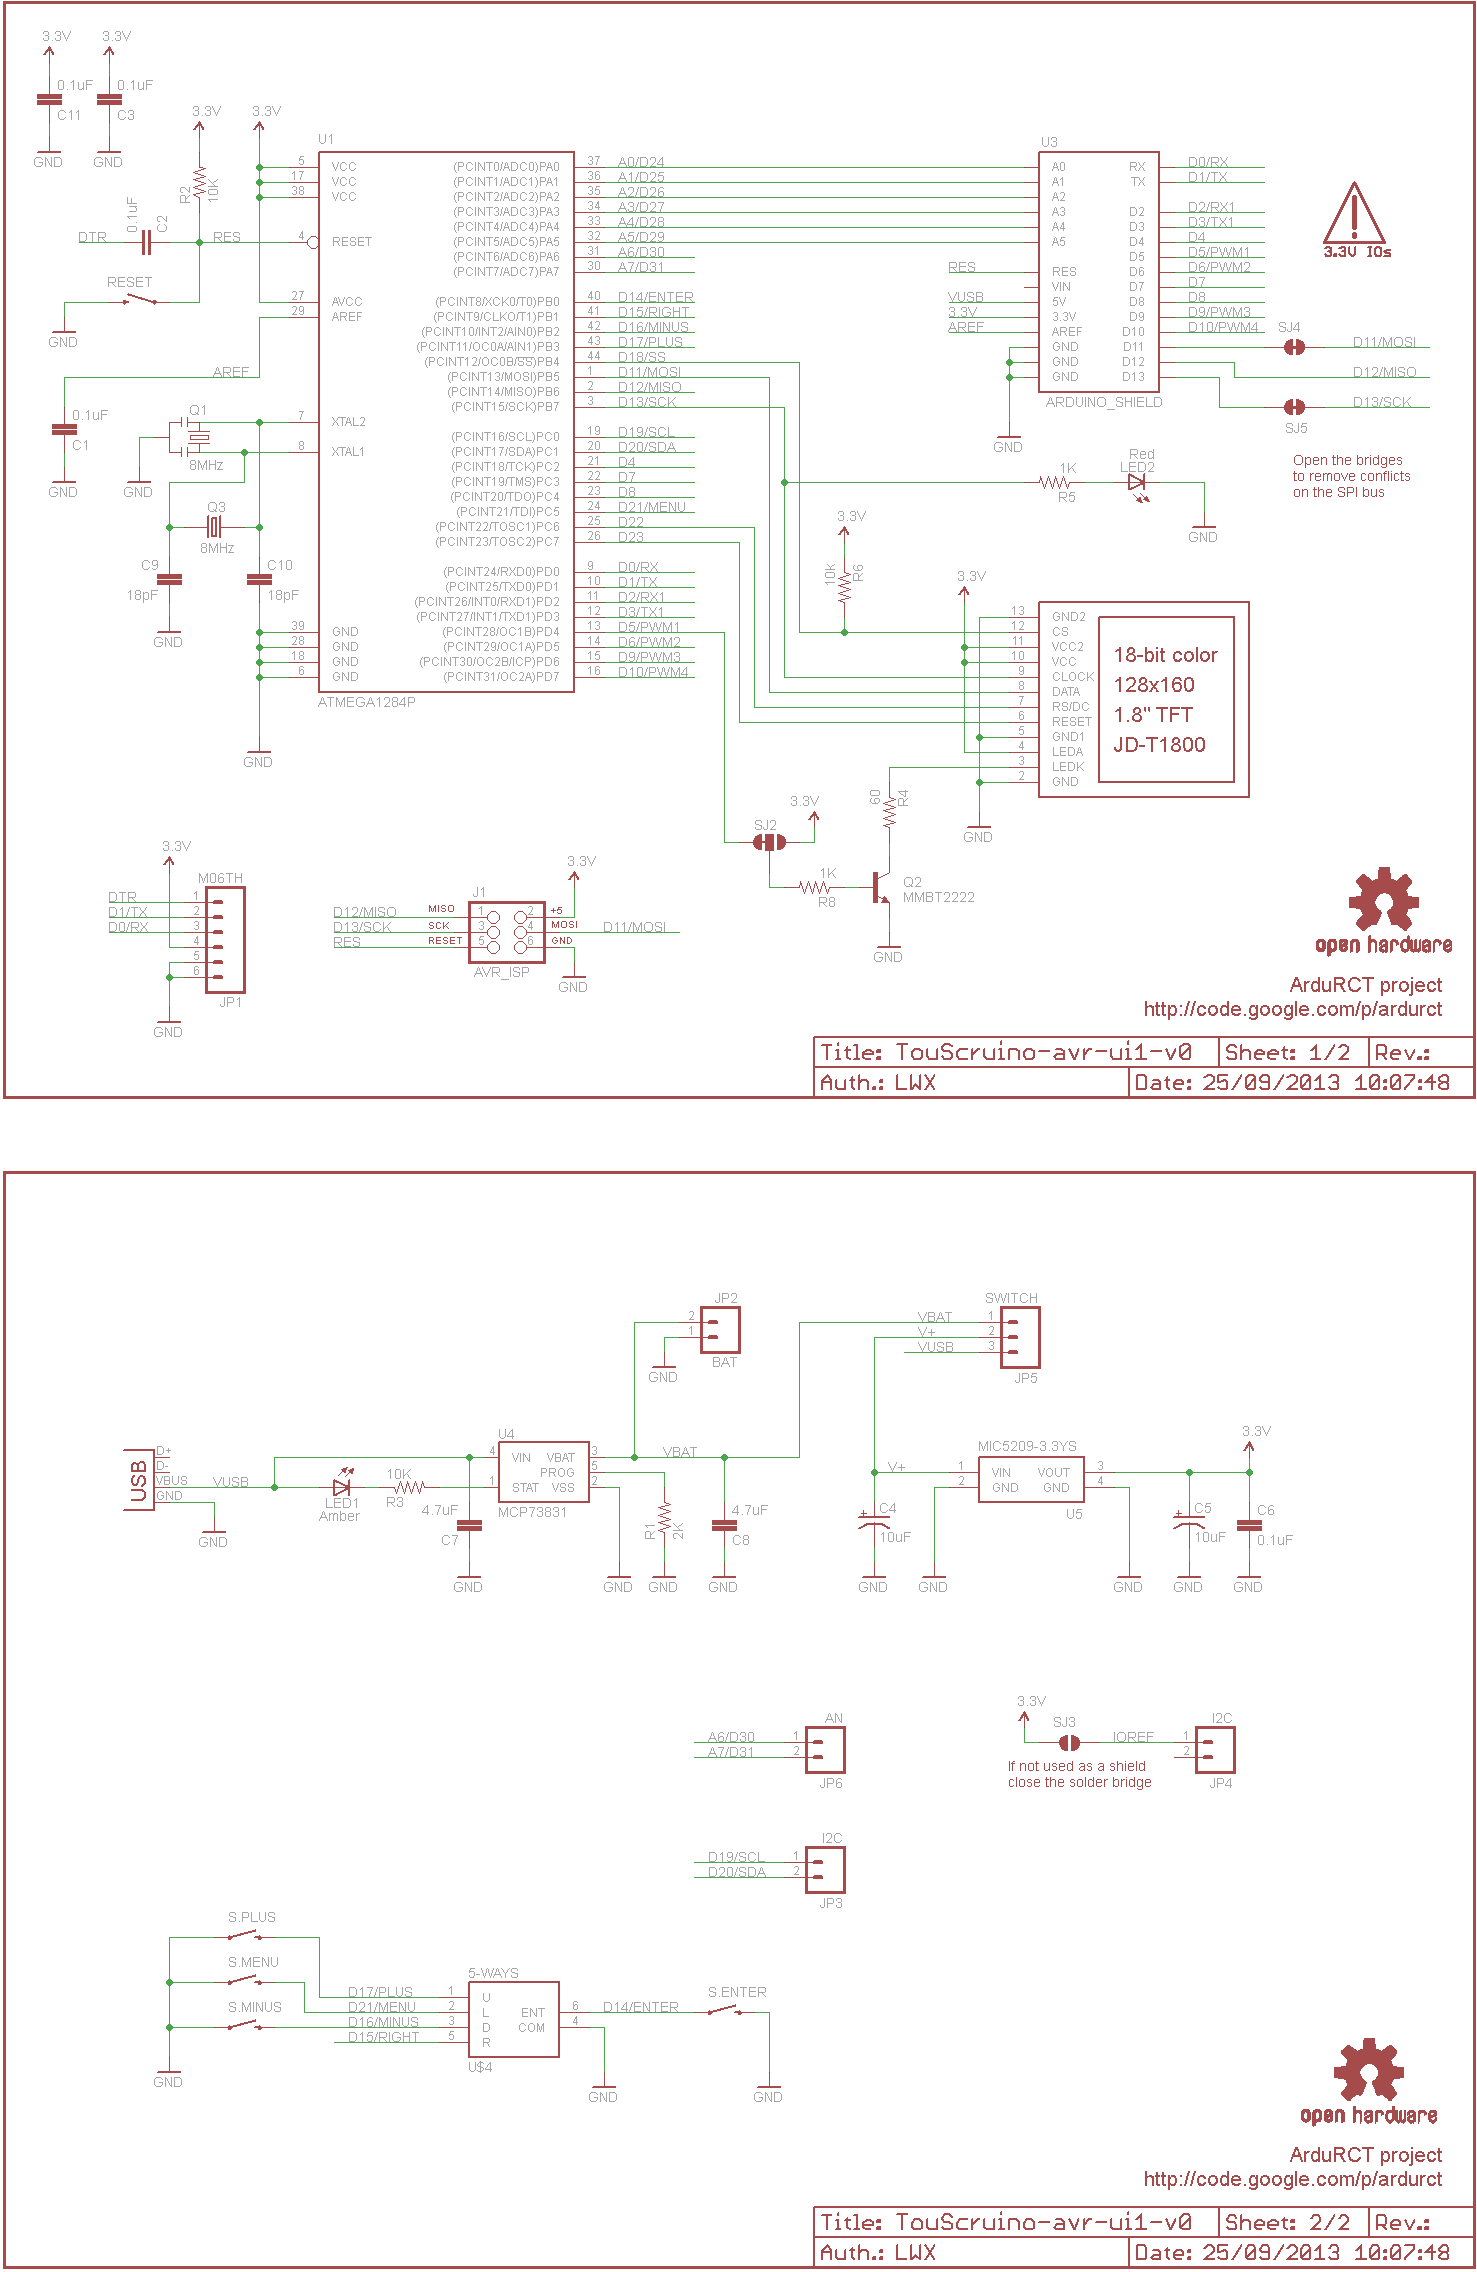 3.3V
3.3V
0.1uF
C11
GND
0.1uF
C3
GND
3.3V
3.3V
R2
10K
0.1uF
C2
DTR
RES
RESET
GND
AREF
0.1uF
C1
GND
Q1
8MHz
GND
Q3
8MHz
C9
18pF
GND
C10
18pF
GND
U1
5 VCC
17 VCC
38 VCC
4 RESET
27 AVCC
29 AREF
7 XTAL2
8 XTAL1
39 GND
28 GND
18 GND
6 GND
ATMEGA1284P
(PCINT0/ADC0)PA0 37 A0/D24
(PCINT1/ADC1)PA1 36 A1/D25
(PCINT2/ADC2)PA2 35 A2/D26
(PCINT3/ADC3)PA3 34 A3/D27
(PCINT4/ADC4)PA4 33 A4/D28
(PCINT5/ADC5)PA5 32 A5/D29
(PCINT6/ADC6)PA6 31 A6/D30
(PCINT7/ADC7)PA7 30 A7/D31
(PCINT8/XCK0/T0)PB0 40 D14/ENTER
(PCINT9/CLKO/T1)PB1 41 D15/RIGHT
(PCINT10/INT2/AIN0)PB2 42 D16/MINUS
(PCINT11/OC0A/AIN1)PB3 43 D17/PLUS
(PCINT12/OC0B/SS)PB4 44 D18/SS
(PCINT13/MOSI)PB5 1 D11/MOSI
(PCINT14/MISO)PB6 2 D12/MISO
(PCINT15/SCK)PB7 3 D13/SCK
(PCINT16/SCL)PC0 19 D19/SCL
(PCINT17/SDA)PC1 20 D20/SDA
(PCINT18/TCK)PC2 21 D4
(PCINT19/TMS)PC3 22 D7
(PCINT20/TDO)PC4 23 D8
(PCINT21/TDI)PC5 24 D21/MENU
(PCINT22/TOSC1)PC6 25 D22
(PCINT23/TOSC2)PC7 26 D23
(PCINT24/RXD0)PD0 9 D0/RX
(PCINT25/TXD0)PD1 10 D1/TX
(PCINT26/INT0/RXD1)PD2 11 D2/RX1
(PCINT27/INT1/TXD1)PD3 12 D3/TX1
(PCINT28/OC1B)PD4 13 D5/PWM1
(PCINT29/OC1A)PD5 14 D6/PWM2
(PCINT30/OC2B/ICP)PD6 15 D9/PWM3
(PCINT31/OC2A)PD7 16 D10/PWM4
U3
A0 RX D0/RX
A1 TX D1/TX
A2
A3 D2 D2/RX1
A4 D3 D3/TX1
A5 D4 D4
D5 D5/PWM1
RES RES D6 D6/PWM2
VIN D7 D7
VUSB 5V D8 D8
3.3V 3.3V D9 D9/PWM3
AREF AREF D10 D10/PWM4
GND D11 SJ4 D11/MOSI
GND D12 D12/MISO
GND D13 SJ5 D13/SCK
ARDUINO_SHIELD
GND
3.3V IOs
Open the bridges
to remove conflicts
on the SPI bus
1K
R5
Red
LED2
GND
3.3V
10k
R6
3.3V
13 GND2
12 CS
11 VCC2
10 VCC
9 CLOCK
8 DATA
7 RS/DC
6 RESET
5 GND1
4 LEDA
3 LEDK
2 GND
18-bit color
128x160
1.8" TFT
JD-T1800
GND
60
R4
3.3V
SJ2
1K
R8
Q2
MMBT2222
GND
3.3V
M06TH
DTR 1
D1/TX 2
D0/RX 3
4
5
6
JP1
GND
J1
3.3V
D12/MISO MISO 1 2 +5
D13/SCK SCK 3 4 MOSI D11/MOSI
RES RESET 5 6 GND
AVR_ISP
GND
open hardware
ArduRCT project
http://code.google.com/p/ardurct
Title: TouScruino-avr-ui1-v0 Sheet: 1/2 Rev.:
Auth.: LWX Date: 25/09/2013 10:07:48
JP2
2
1
BAT
GND
SWITCH
VBAT 1
V+ 2
VUSB 3
JP5
USB
D+
D-
VBUS
GND
VUSB
GND
LED1
Amber
10K
R3
4.7uF
C7
GND
U4
4 VIN VBAT 3
PROG 5
1 STAT VSS 2
MCP73831
VBAT
GND
R1
2K
GND
4.7uF
C8
GND
V+
C4
10uF
GND
MIC5209-3.3YS
1 VIN VOUT 3
2 GND GND 4
U5
GND
GND
3.3V
C5
10uF
GND
C6
0.1uF
GND
AN
A6/D30 1
A7/D31 2
JP6
3.3V
SJ3
IOREF
If not used as a shield
close the solder bridge
I2C
1
2
JP4
I2C
D19/SCL 1
D20/SDA 2
JP3
S.PLUS
S.MENU
S.MINUS
GND
5-WAYS
D17/PLUS 1 U
D21/MENU 2 L ENT 6 D14/ENTER
D16/MINUS 3 D COM 4
D15/RIGHT 5 R
U$4
S.ENTER
GND
GND
open hardware
ArduRCT project
http://code.google.com/p/ardurct
Title: TouScruino-avr-ui1-v0 Sheet: 2/2 Rev.:
Auth.: LWX Date: 25/09/2013 10:07:48